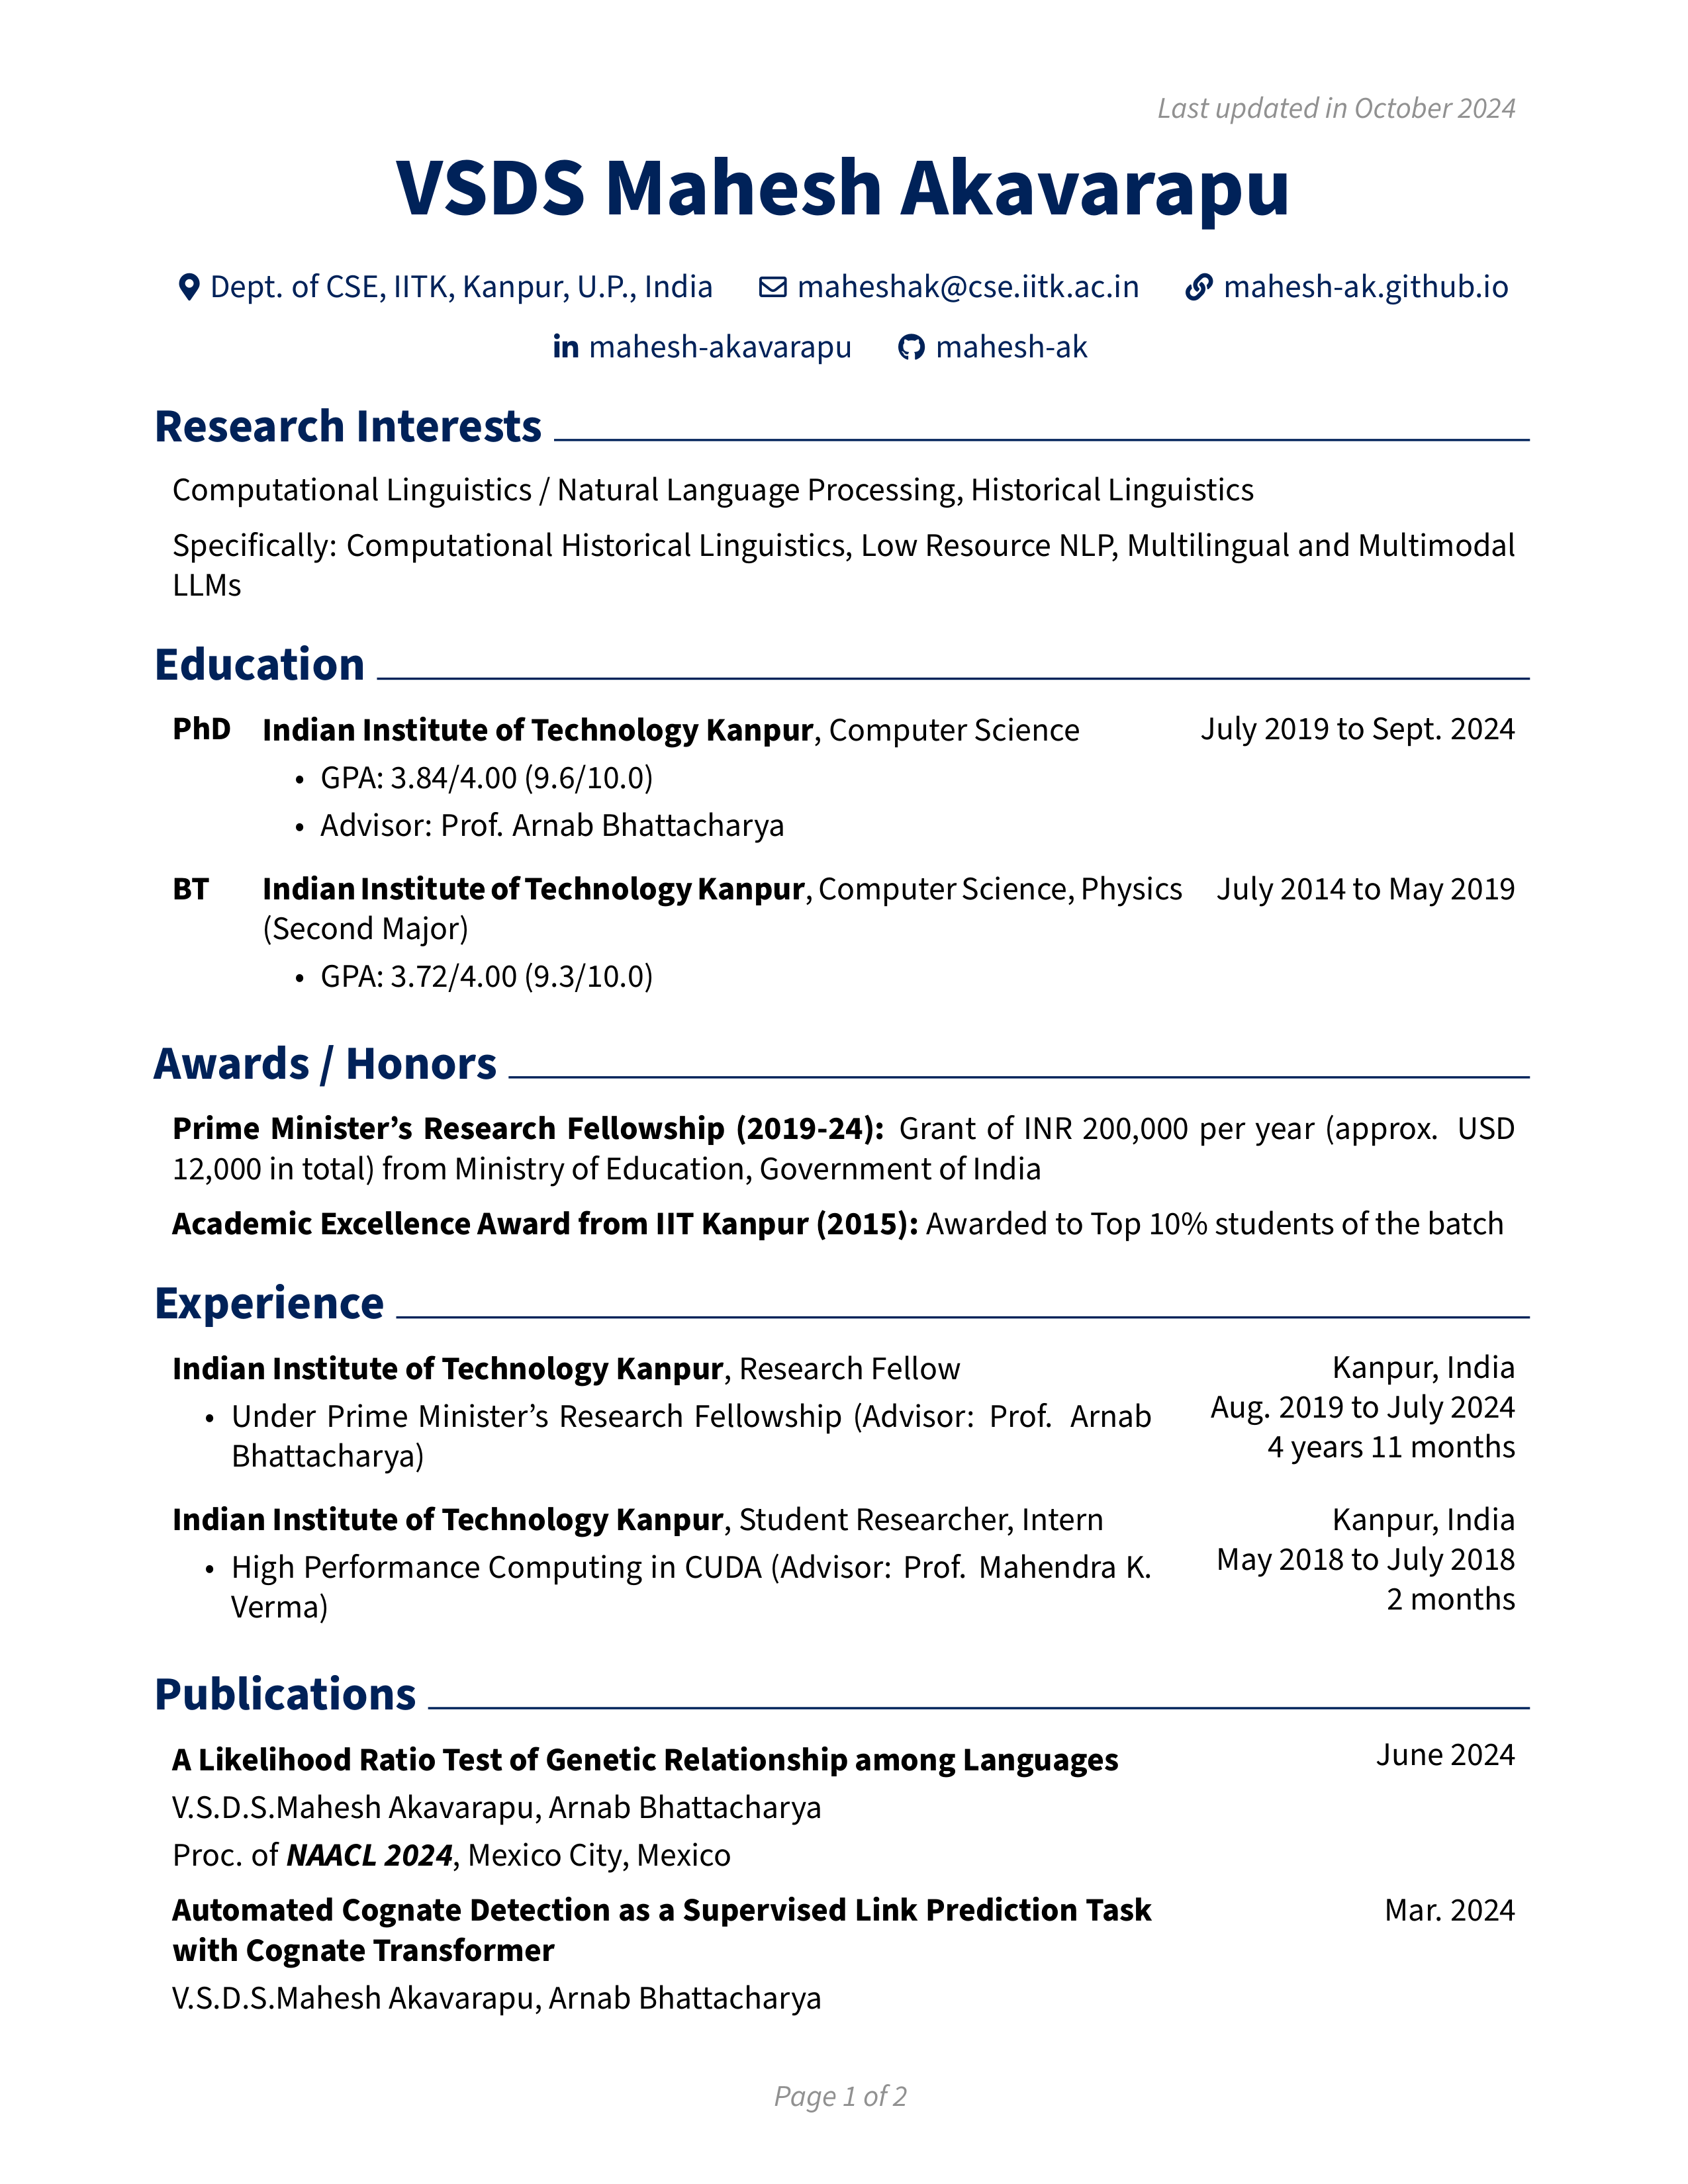 Last updated in October 2024
VSDS Mahesh Akavarapu
Dept. of CSE, IITK, Kanpur, U.P., India maheshak@cse.iitk.ac.in mahesh-ak.github.io
in mahesh-akavarapu mahesh-ak
Research Interests
Computational Linguistics / Natural Language Processing, Historical Linguistics
Specifically: Computational Historical Linguistics, Low Resource NLP, Multilingual and Multimodal
LLMs
Education
PhD Indian Institute of Technology Kanpur, Computer Science July 2019 to Sept. 2024
• GPA: 3.84/4.00 (9.6/10.0)
• Advisor: Prof. Arnab Bhattacharya
BT Indian Institute of Technology Kanpur, Computer Science, Physics July 2014 to May 2019
(Second Major)
• GPA: 3.72/4.00 (9.3/10.0)
Awards / Honors
Prime Minister’s Research Fellowship (2019-24): Grant of INR 200,000 per year (approx. USD
12,000 in total) from Ministry of Education, Government of India
Academic Excellence Award from IIT Kanpur (2015): Awarded to Top 10% students of the batch
Experience
Indian Institute of Technology Kanpur, Research Fellow Kanpur, India
• Under Prime Minister’s Research Fellowship (Advisor: Prof. Arnab Aug. 2019 to July 2024
Bhattacharya) 4 years 11 months
Indian Institute of Technology Kanpur, Student Researcher, Intern Kanpur, India
• High Performance Computing in CUDA (Advisor: Prof. Mahendra K. May 2018 to July 2018
Verma) 2 months
Publications
A Likelihood Ratio Test of Genetic Relationship among Languages June 2024
V.S.D.S.Mahesh Akavarapu, Arnab Bhattacharya
Proc. of NAACL 2024, Mexico City, Mexico
Automated Cognate Detection as a Supervised Link Prediction Task Mar. 2024
with Cognate Transformer
V.S.D.S.Mahesh Akavarapu, Arnab Bhattacharya
Page 1 of 2